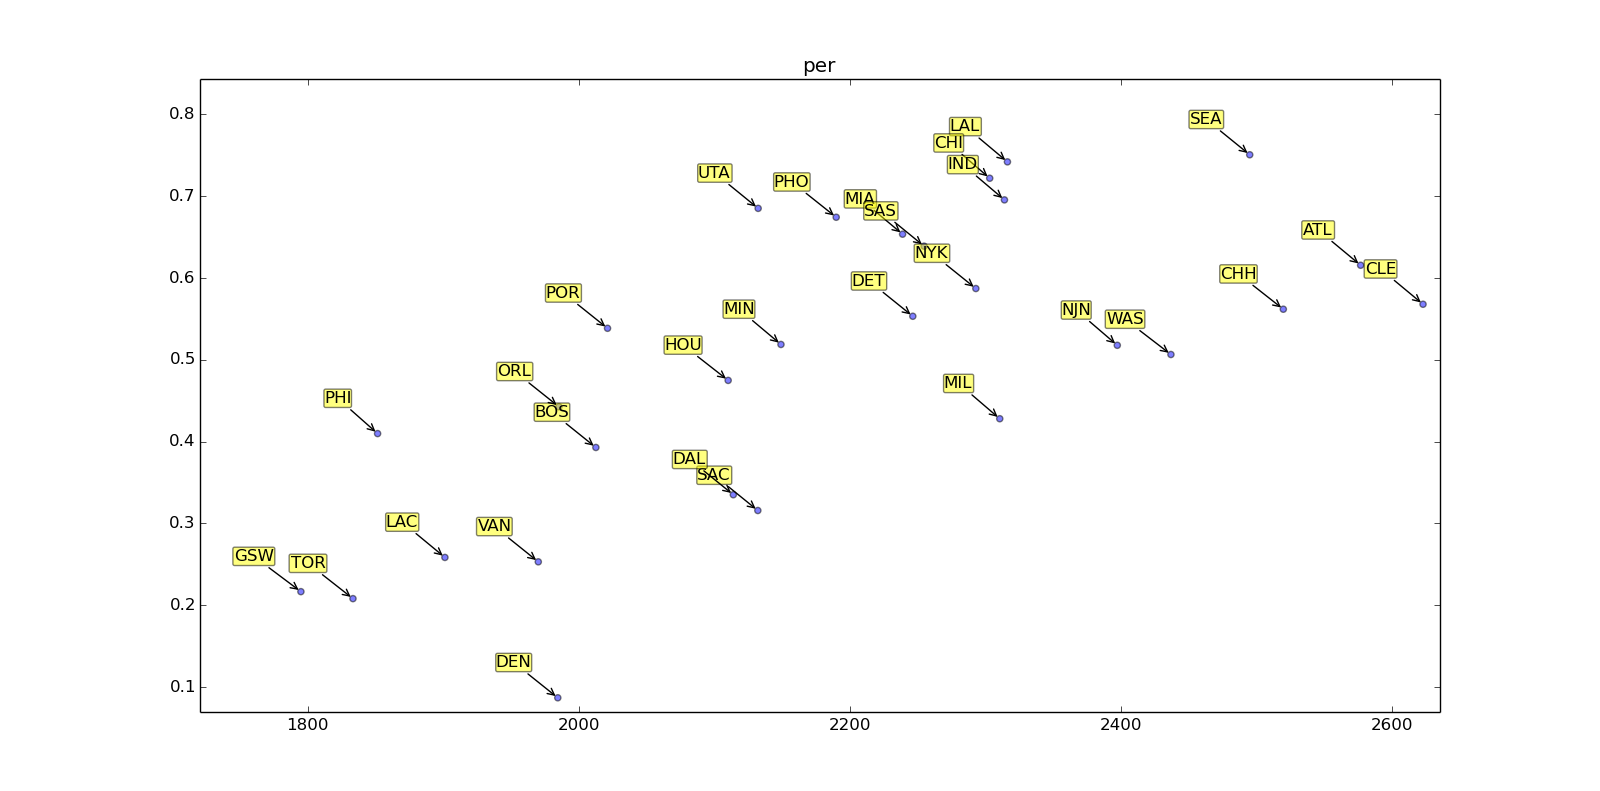 per
0.8
0.7
0.6
0.5
0.4
0.3
0.2
0.1
SEA
LAL
CHI
IND
UTA
PHO
MIA
SAS
ATL
NYK
CLE
CHH
DET
POR
MIN
NJN
WAS
HOU
ORL
MIL
PHI
BOS
DAL
SAC
LAC
VAN
GSW
TOR
DEN
1800 2000 2200 2400 2600